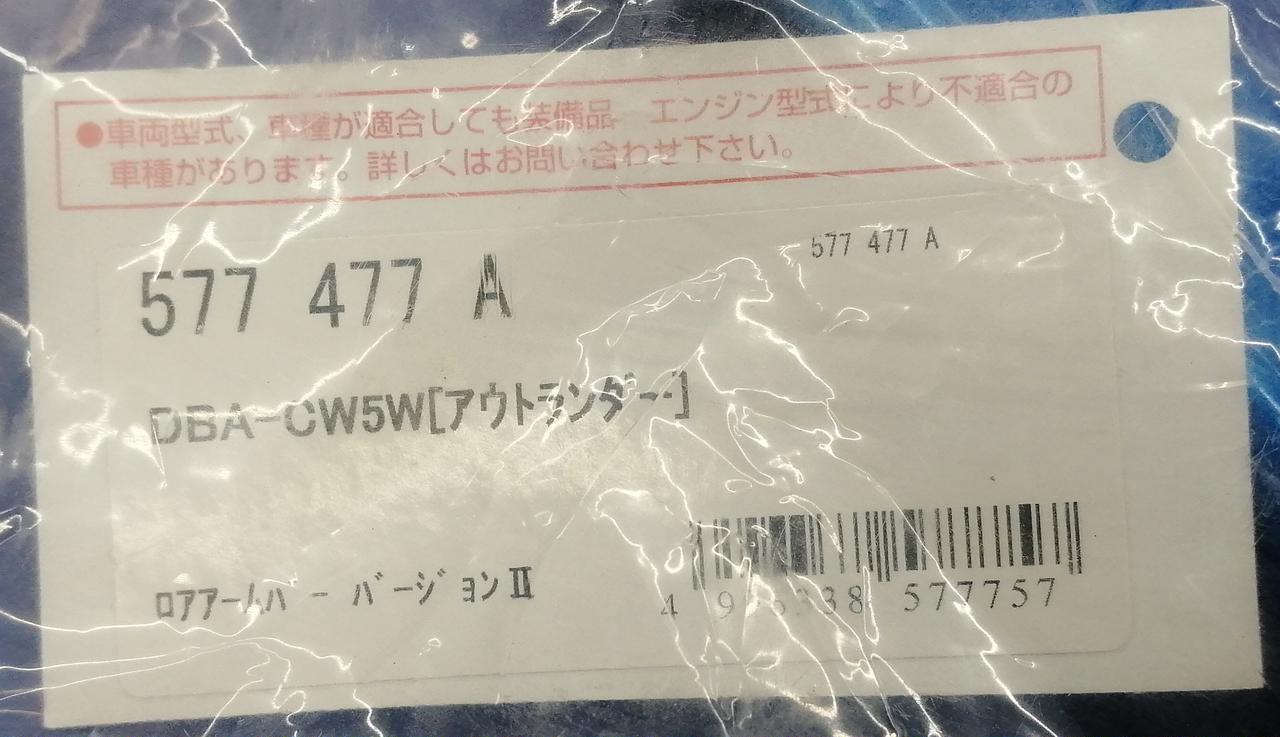 ●車両型式、車種が適合しても装備品 エンジン型式により不適合の
車種があります。詳しくはお問い合わせ下さい。
577 477 A
577 477 A
DBA-CW5W[アウトランダー]
ロアアームバー バージョンⅡ
577757